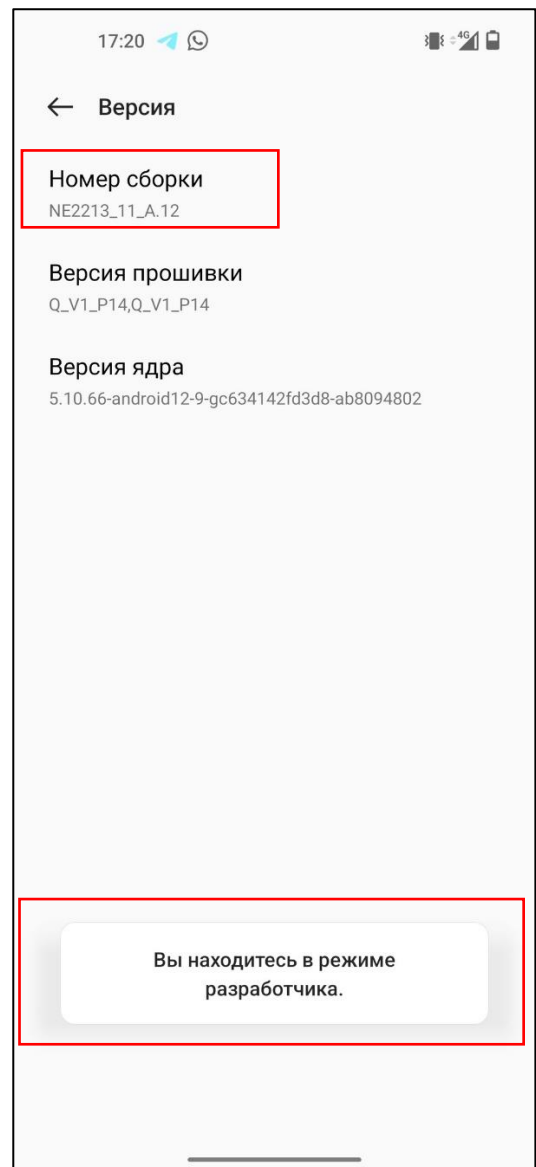 17:20 4G
Версия
Номер сборки
NE2213_11_A.12
Версия прошивки
Q_V1_P14,Q_V1_P14
Версия ядра
5.10.66-android12-9-gc634142fd3d8-ab8094802
Вы находитесь в режиме
разработчика.